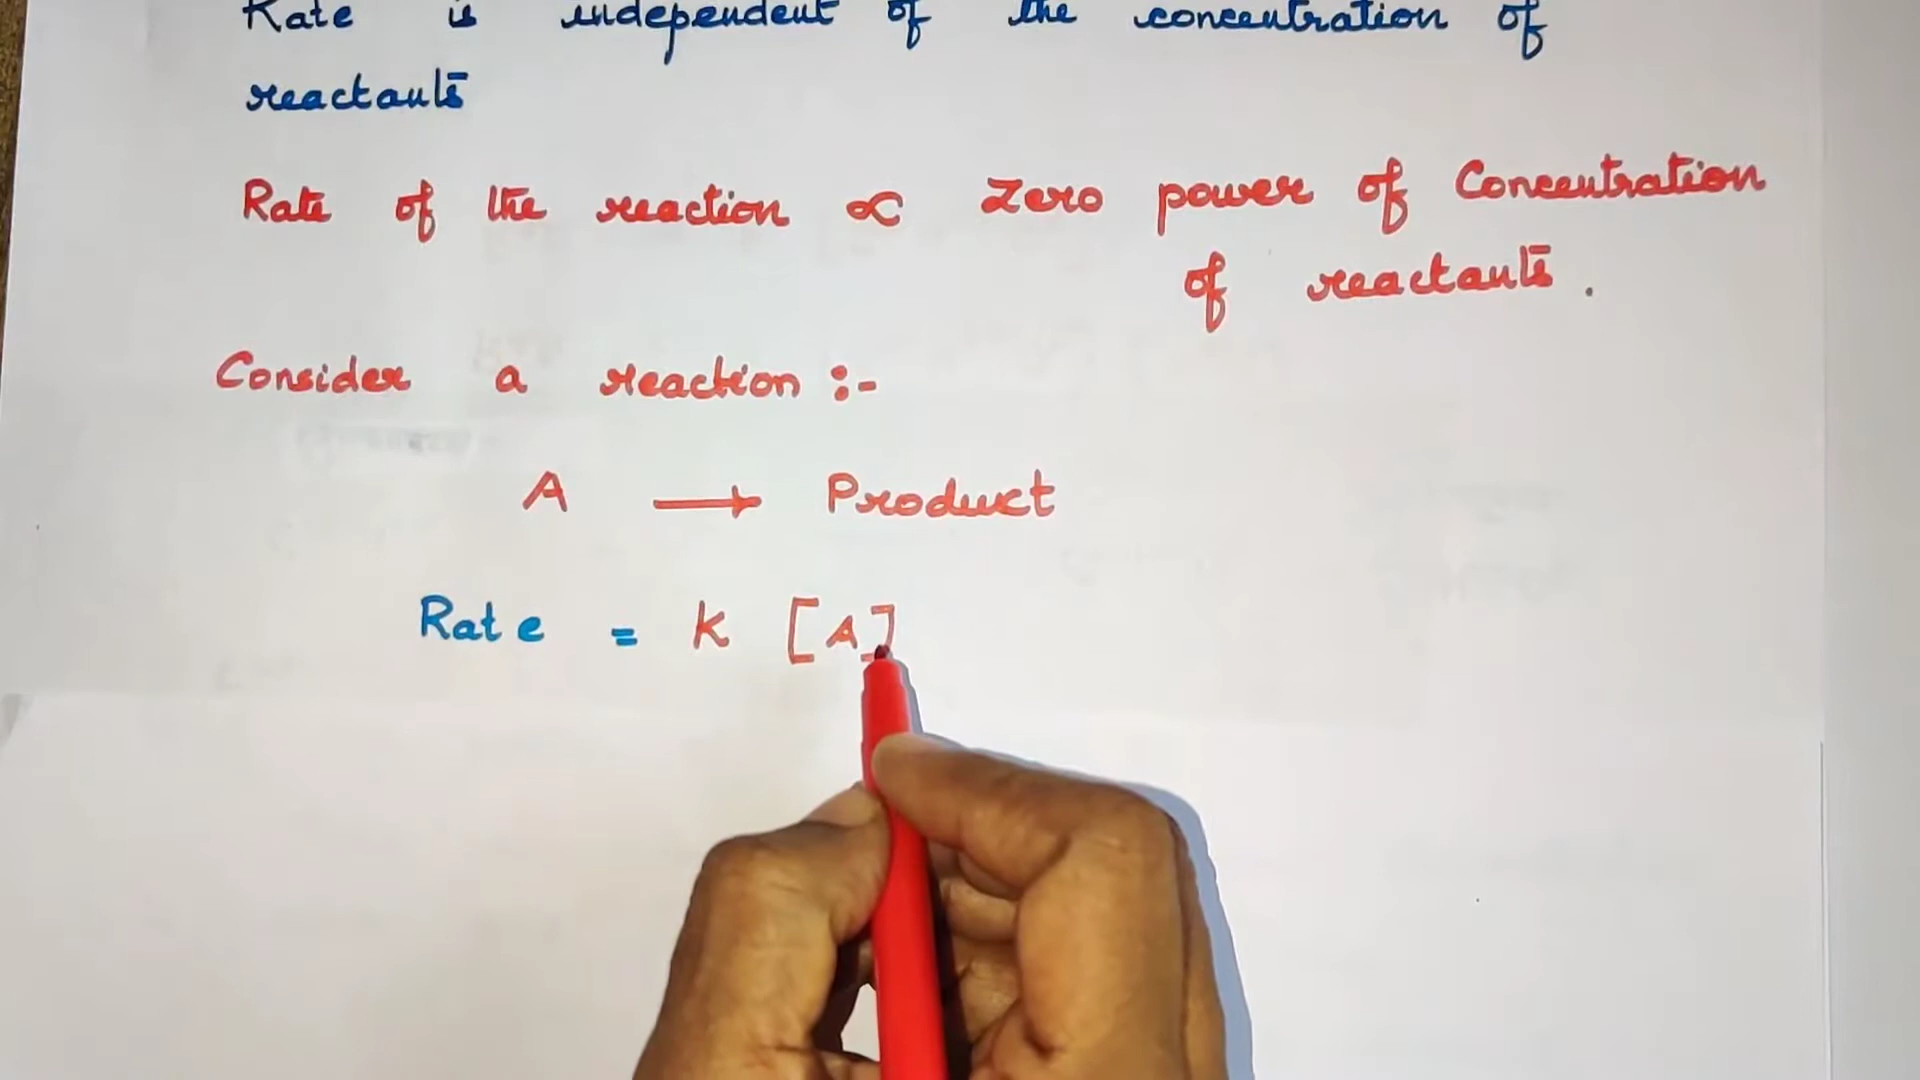 Rate is independent of the concentration of
reactants
Rate of the reaction ∝ Zero power of Concentration
of reactants.
Consider a reaction :-
A → Product
Rate = K [A]